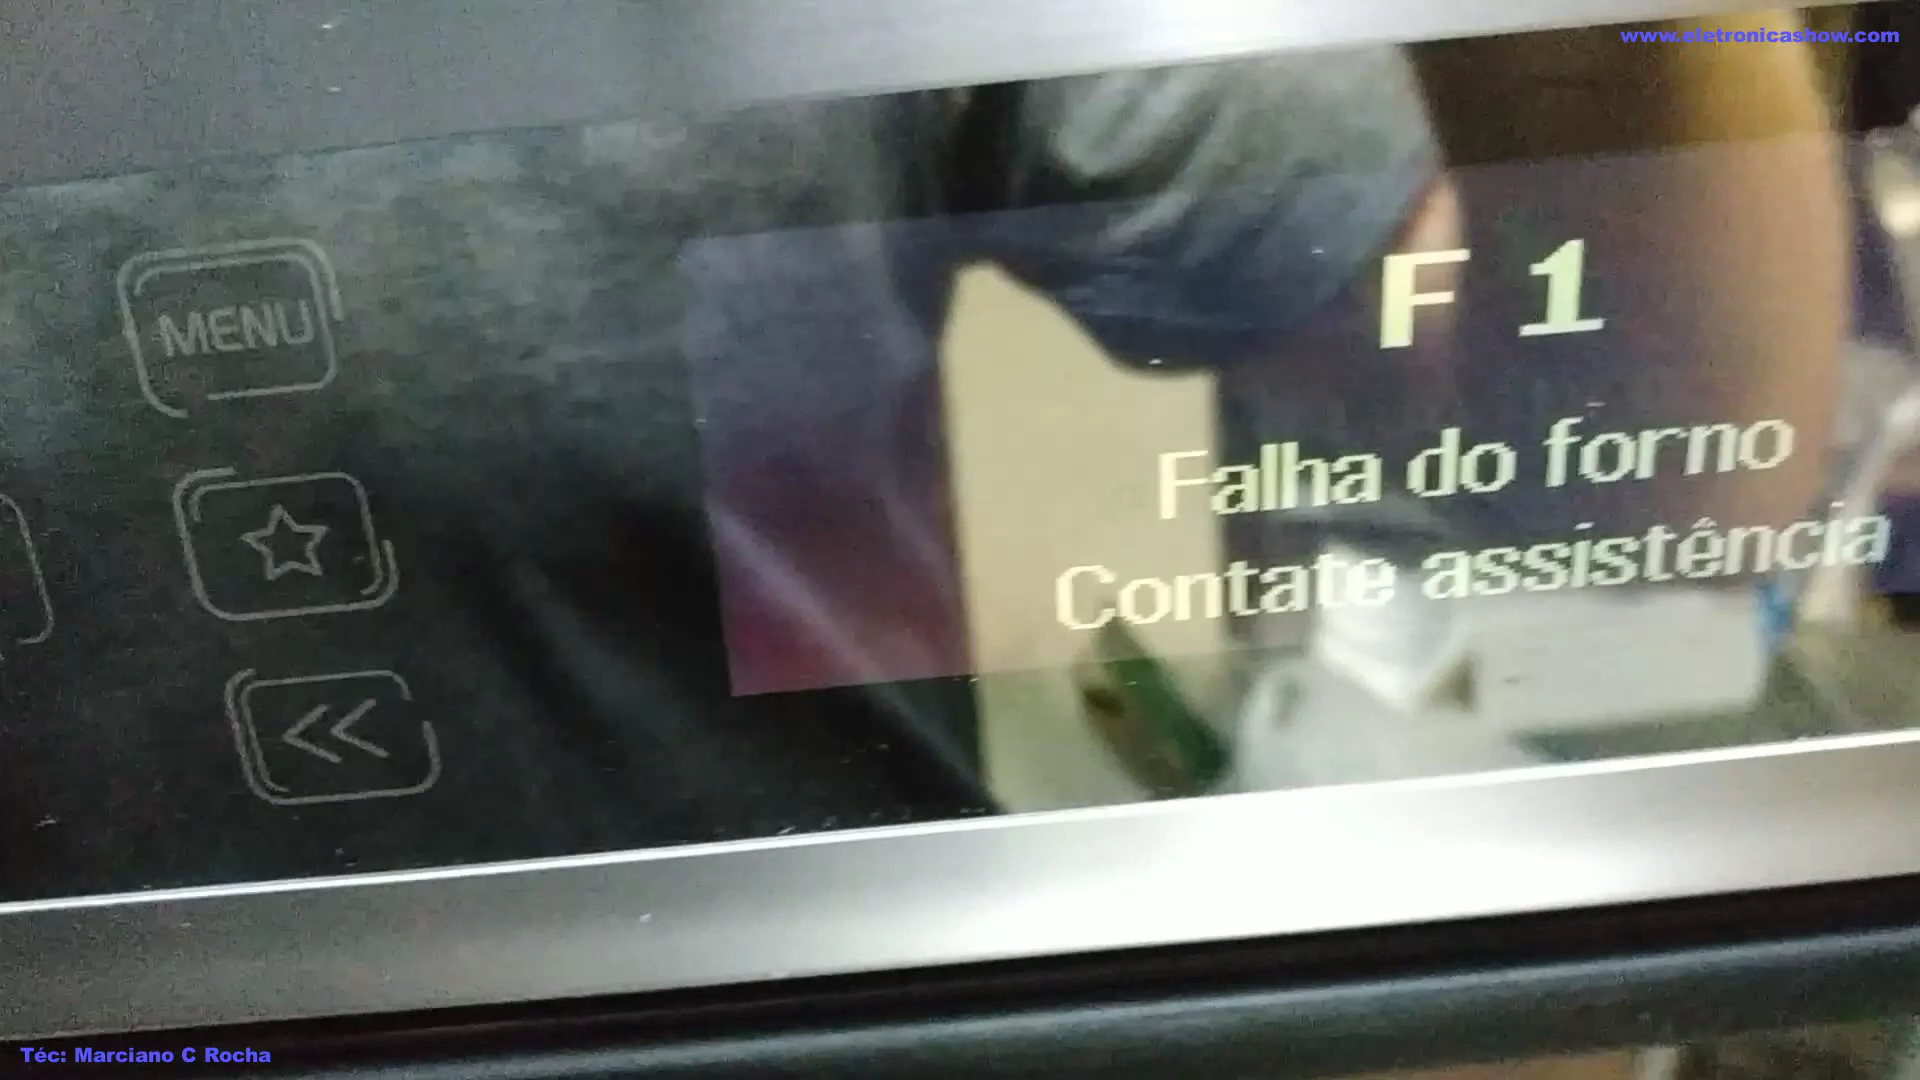 www.eletronicashow.com
MENU
F 1
Falha do forno
Contate assistência
Téc: Marciano C Rocha